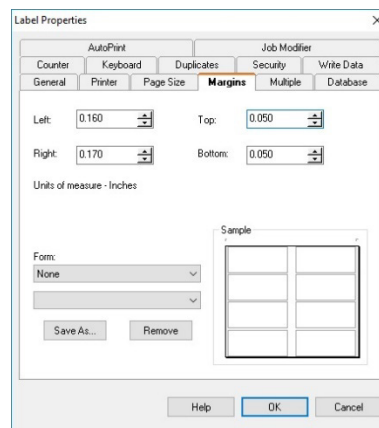 Label Properties
AutoPrint Job Modifier
Counter Keyboard Duplicates Security Write Data
General Printer Page Size Margins Multiple Database
Left: 0.160 Top: 0.050
Right: 0.170 Bottom: 0.050
Units of measure - Inches
Sample
Form:
None
Save As... Remove
Help OK Cancel